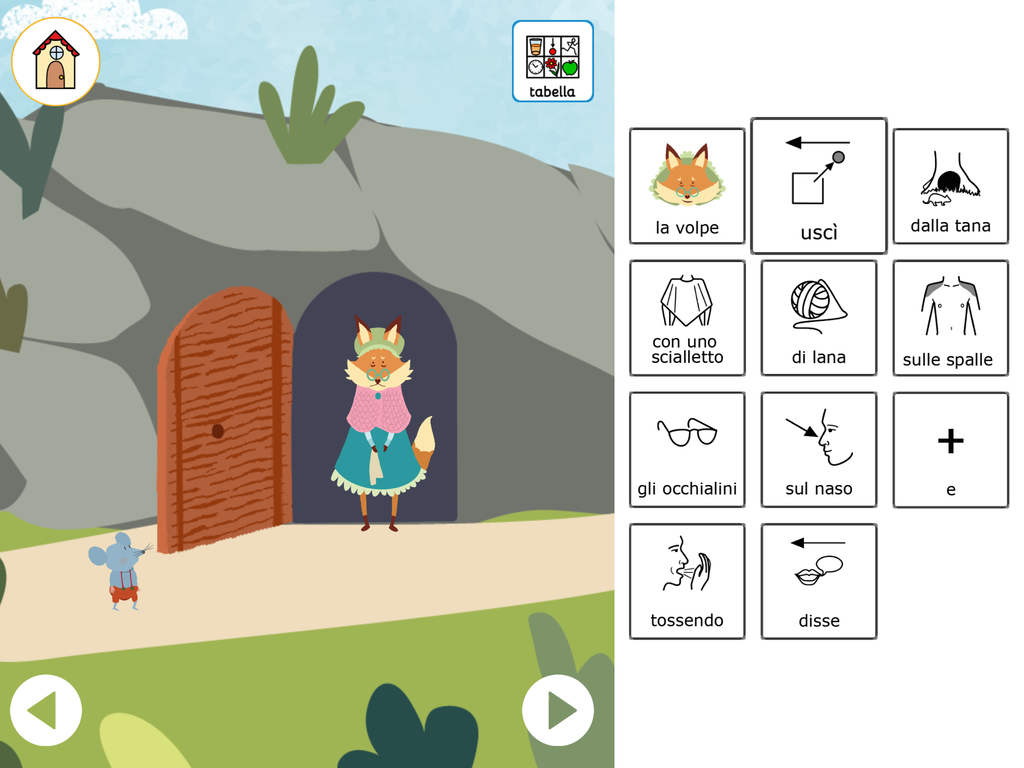 tabella
la volpe
uscì
dalla tana
con uno
scialletto
di lana
sulle spalle
gli occhialini
sul naso
+
e
tossendo
disse